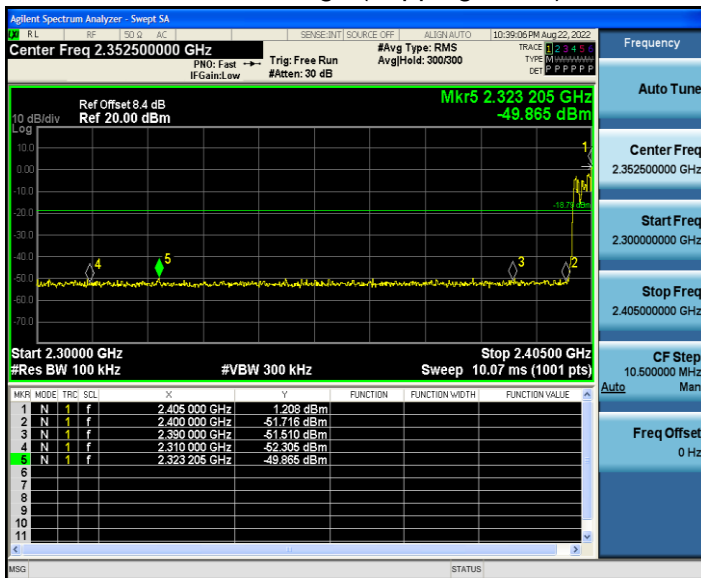 Agilent Spectrum Analyzer - Swept SA
RL RF 50 Ω AC SENSE:INT SOURCE OFF ALIGN AUTO 10:39:06 PM Aug 22, 2022
Center Freq 2.352500000 GHz
PNO: Fast
IFGain:Low
Trig: Free Run
#Atten: 30 dB
#Avg Type: RMS
Avg|Hold: 300/300
TRACE 1 2 3 4 5 6
TYPE M
DET P P P P P P
Ref Offset 8.4 dB
10 dB/div Ref 20.00 dBm
Log
Mkr5 2.323 205 GHz
-49.865 dBm
10.0
0.00
-10.0
-20.0
-30.0
-40.0
-50.0
-60.0
-70.0
1
2
3
4
5
Start 2.30000 GHz Stop 2.40500 GHz
#Res BW 100 kHz #VBW 300 kHz Sweep 10.07 ms (1001 pts)
MKR MODE TRC SCL X Y FUNCTION FUNCTION WIDTH FUNCTION VALUE
1 N 1 f 2.405 000 GHz 1.208 dBm
2 N 1 f 2.400 000 GHz -51.716 dBm
3 N 1 f 2.390 000 GHz -51.510 dBm
4 N 1 f 2.310 000 GHz -52.305 dBm
5 N 1 f 2.323 205 GHz -49.865 dBm
6
7
8
9
10
11
MSG STATUS
Frequency
Auto Tune
Center Freq
2.352500000 GHz
Start Freq
2.300000000 GHz
Stop Freq
2.405000000 GHz
CF Step
10.500000 MHz
Auto Man
Freq Offset
0 Hz